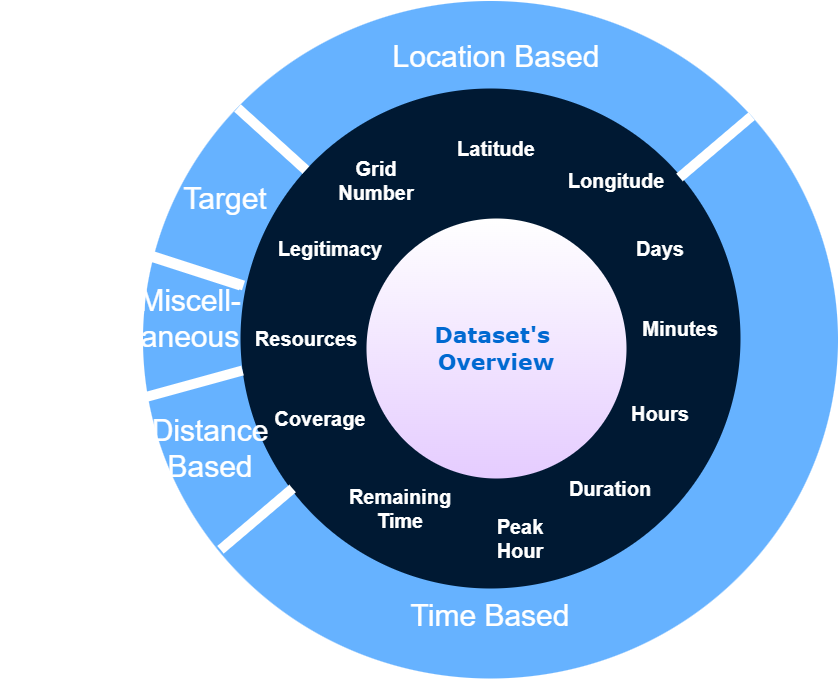 Location Based
Latitude
Grid
Number
Longitude
Target
Legitimacy
Days
Miscell-
aneous
Resources
Dataset's
Overview
Minutes
Distance
Based
Coverage
Hours
Remaining
Time
Duration
Peak
Hour
Time Based